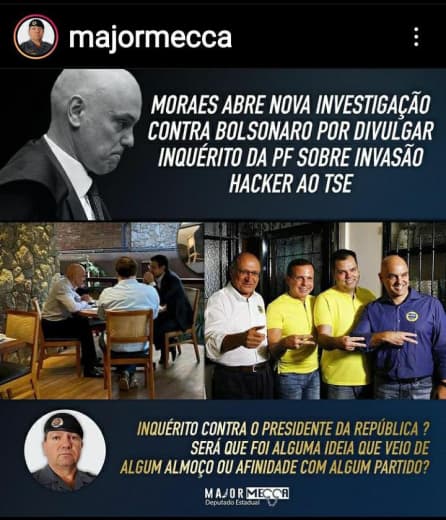 majormecca
MORAES ABRE NOVA INVESTIGAÇÃO
CONTRA BOLSONARO POR DIVULGAR
INQUÉRITO DA PF SOBRE INVASÃO
HACKER AO TSE
INQUÉRITO CONTRA O PRESIDENTE DA REPÚBLICA ?
SERÁ QUE FOI ALGUMA IDEIA QUE VEIO DE
ALGUM ALMOÇO OU AFINIDADE COM ALGUM PARTIDO?
MAJOR MECCA
Deputado Estadual